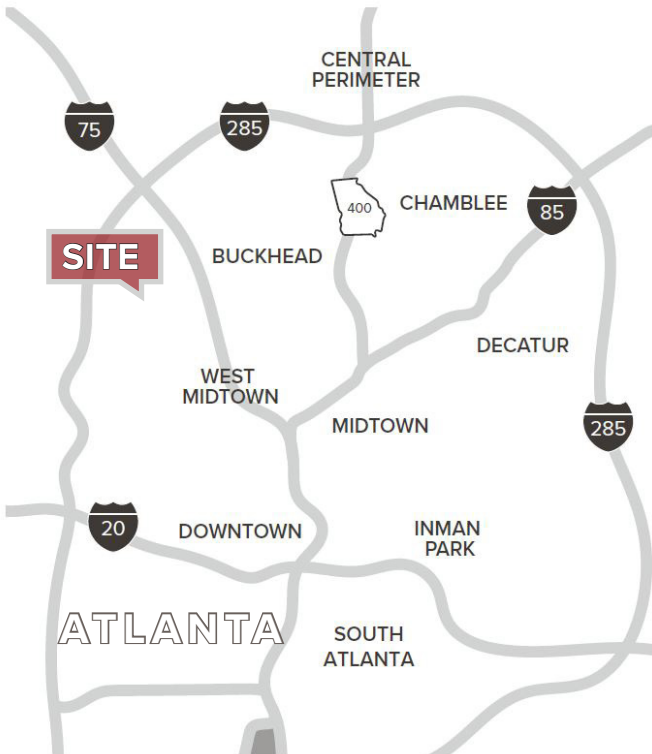 CENTRAL
PERIMETER
75
285
400
CHAMBLEE
85
SITE
BUCKHEAD
DECATUR
WEST
MIDTOWN
MIDTOWN
285
20
DOWNTOWN
INMAN
PARK
ATLANTA
SOUTH
ATLANTA